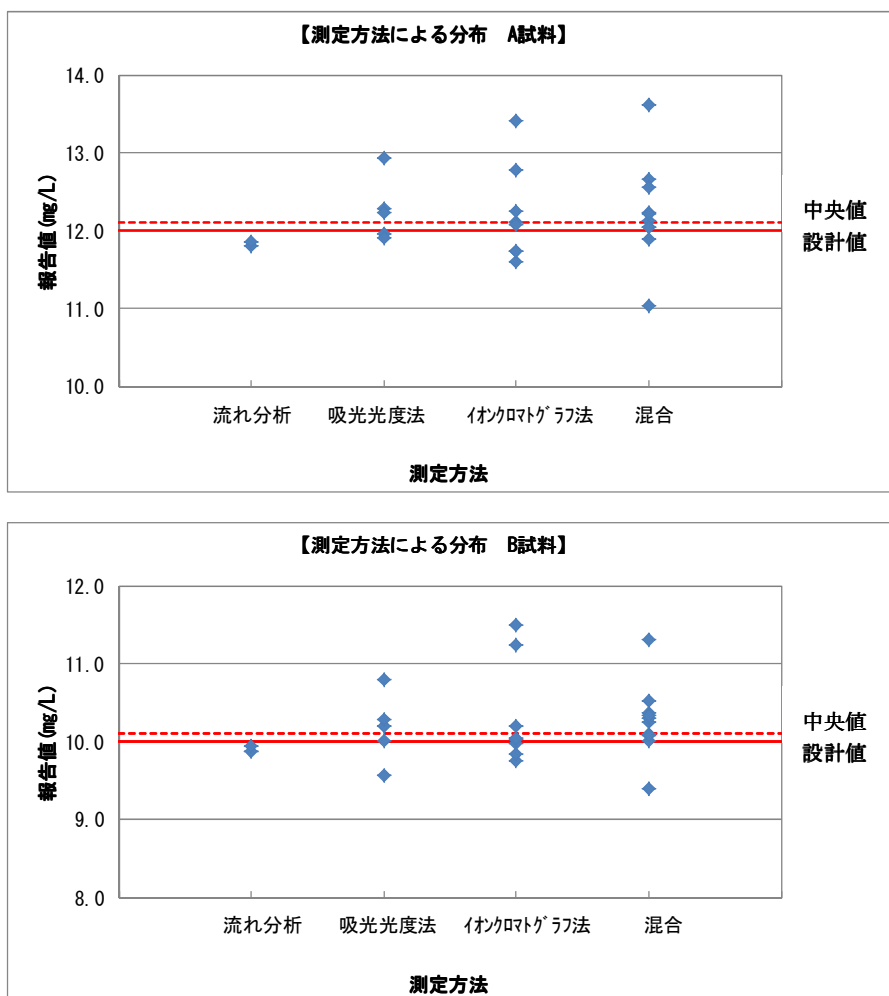 【測定方法による分布　A試料】
14.0
13.0
12.0
11.0
10.0
報告値(mg/L)
中央値
設計値
流れ分析 吸光光度法 ｲｵﾝｸﾛﾏﾄｸﾞﾗﾌ法 混合
測定方法
【測定方法による分布　B試料】
12.0
11.0
10.0
9.0
8.0
報告値(mg/L)
中央値
設計値
流れ分析 吸光光度法 ｲｵﾝｸﾛﾏﾄｸﾞﾗﾌ法 混合
測定方法